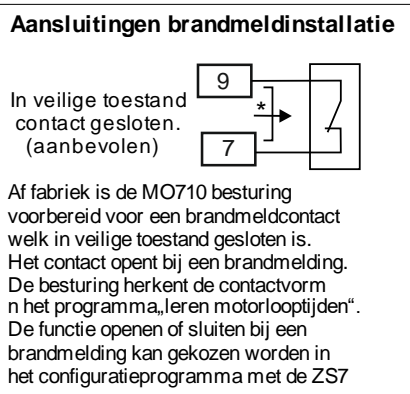 Aansluitingen brandmeldinstallatie
9
In veilige toestand
contact gesloten.
(aanbevolen)
*
7
Af fabriek is de MO710 besturing
voorbereid voor een brandmeldcontact
welk in veilige toestand gesloten is.
Het contact opent bij een brandmelding.
De besturing herkent de contactvorm
n het programma„leren motorlooptijden“.
De functie openen of sluiten bij een
brandmelding kan gekozen worden in
het configuratieprogramma met de ZS7